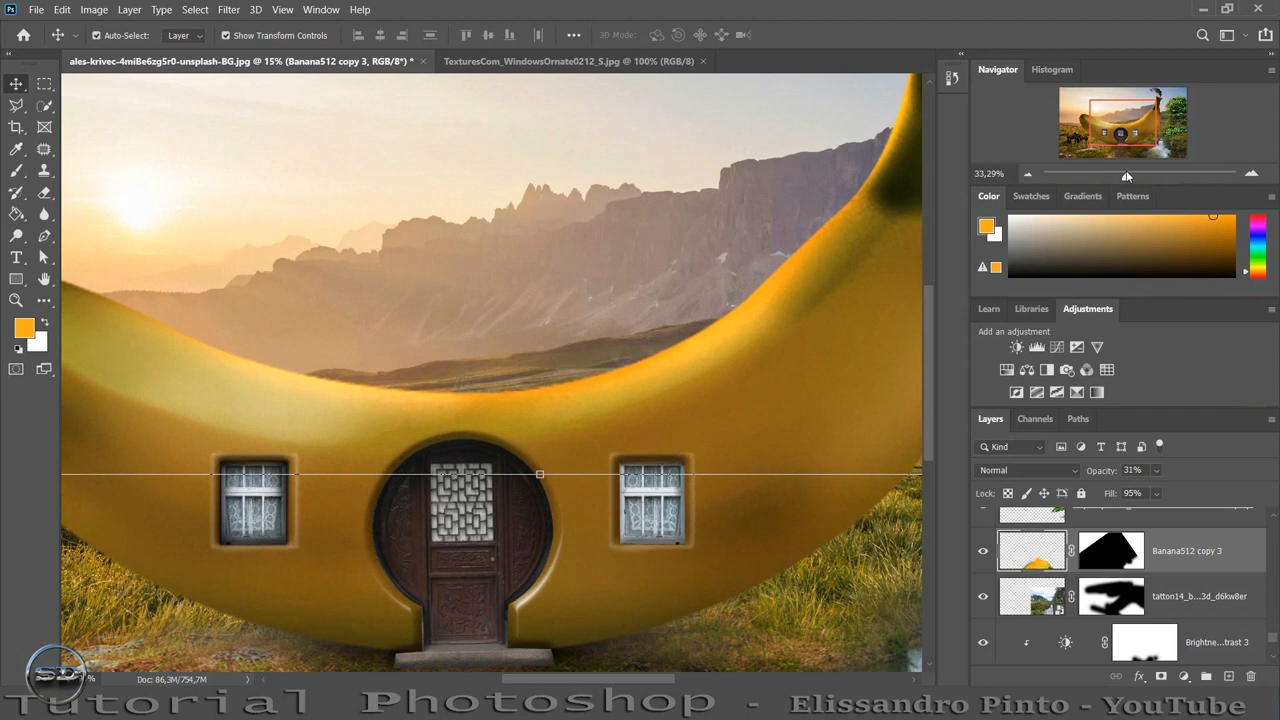 Ps File Edit Image Layer Type Select Filter 3D View Window Help
Auto-Select: Layer Show Transform Controls 3D Mode:
ales-krivec-4miBe6zg5r0-unsplash-BG.jpg @ 15% (Banana512 copy 3, RGB/8*) * TexturesCom_WindowsOrnate0212_S.jpg @ 100% (RGB/8)
Navigator Histogram
33,29%
Color Swatches Gradients Patterns
Learn Libraries Adjustments
Add an adjustment
Layers Channels Paths
Kind
Normal Opacity: 31%
Lock: Fill: 95%
Banana512 copy 3
tatton14_b...3d_d6kw8er
Brightne...trast 3
SD % Doc: 86,3M/754,7M
Tutorial Photoshop - Elissandro Pinto - YouTube